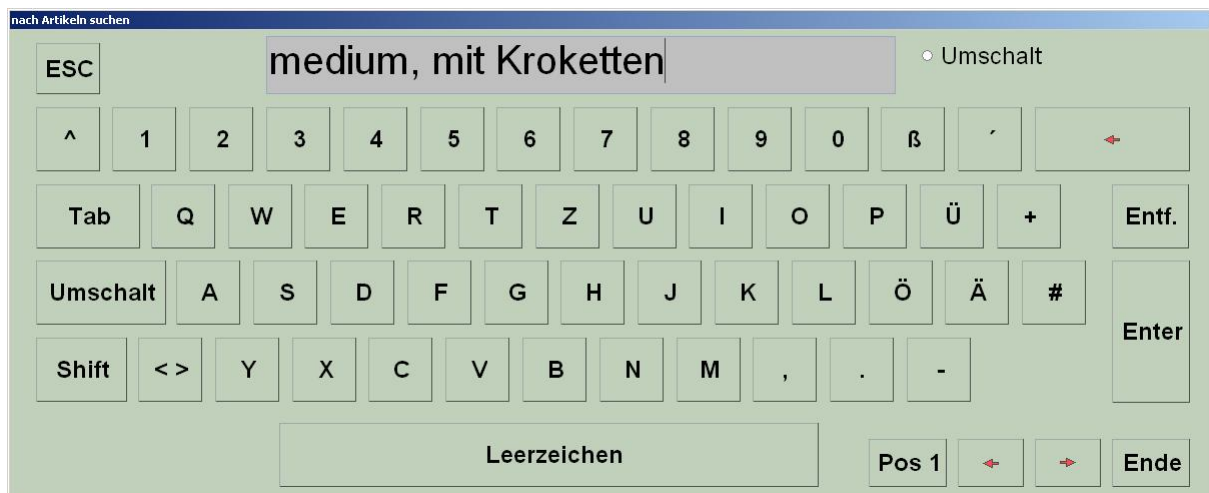 nach Artikeln suchen
ESC medium, mit Kroketten Umschalt
^ 1 2 3 4 5 6 7 8 9 0 ß ´
Tab Q W E R T Z U I O P Ü + Entf.
Umschalt A S D F G H J K L Ö Ä #
Enter
Shift < > Y X C V B N M , . -
Leerzeichen Pos 1 Ende